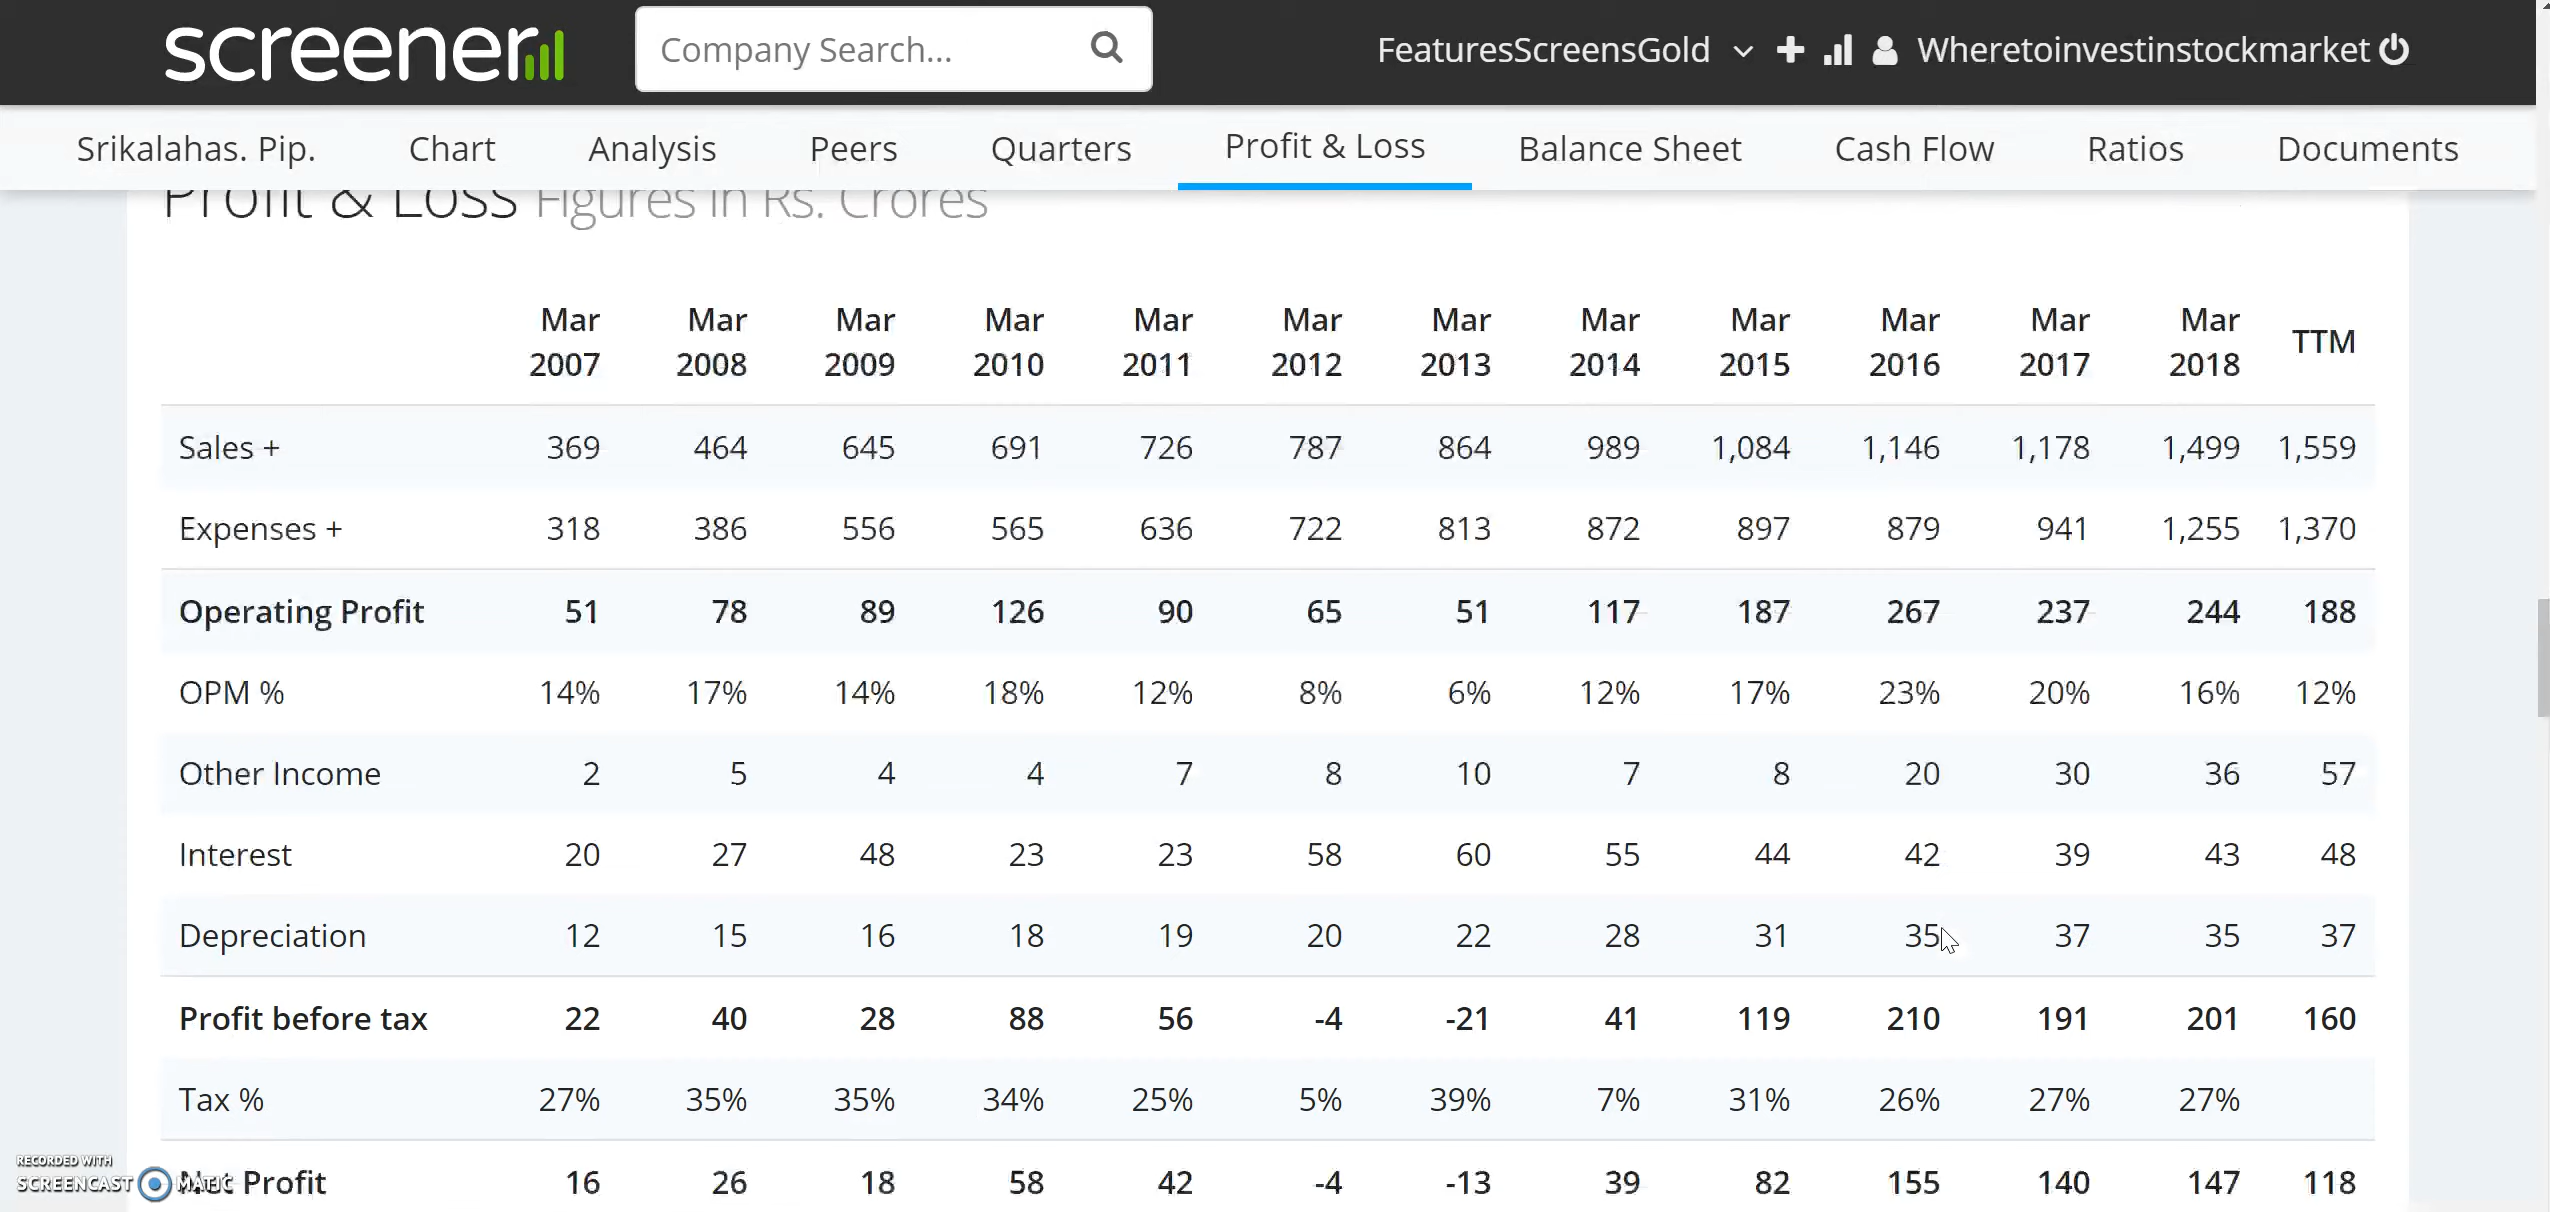 screener Company Search... FeaturesScreensGold Wheretoinvestinstockmarket
Srikalahas. Pip. Chart Analysis Peers Quarters Profit & Loss Balance Sheet Cash Flow Ratios Documents
Profit & Loss Figures in Rs. Crores
Mar 2007 Mar 2008 Mar 2009 Mar 2010 Mar 2011 Mar 2012 Mar 2013 Mar 2014 Mar 2015 Mar 2016 Mar 2017 Mar 2018 TTM
Sales + 369 464 645 691 726 787 864 989 1,084 1,146 1,178 1,499 1,559
Expenses + 318 386 556 565 636 722 813 872 897 879 941 1,255 1,370
Operating Profit 51 78 89 126 90 65 51 117 187 267 237 244 188
OPM % 14% 17% 14% 18% 12% 8% 6% 12% 17% 23% 20% 16% 12%
Other Income 2 5 4 4 7 8 10 7 8 20 30 36 57
Interest 20 27 48 23 23 58 60 55 44 42 39 43 48
Depreciation 12 15 16 18 19 20 22 28 31 35 37 35 37
Profit before tax 22 40 28 88 56 -4 -21 41 119 210 191 201 160
Tax % 27% 35% 35% 34% 25% 5% 39% 7% 31% 26% 27% 27%
Net Profit 16 26 18 58 42 -4 -13 39 82 155 140 147 118
RECORDED WITH
SCREENCAST MATIC